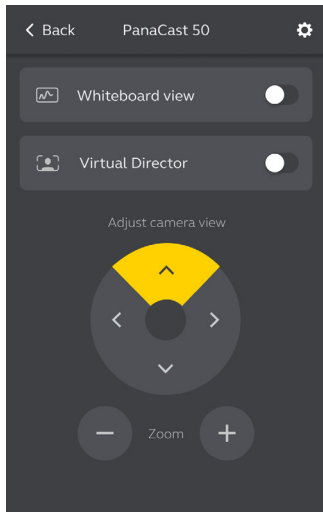 Back
PanaCast 50
Whiteboard view
Virtual Director
Adjust camera view
Zoom